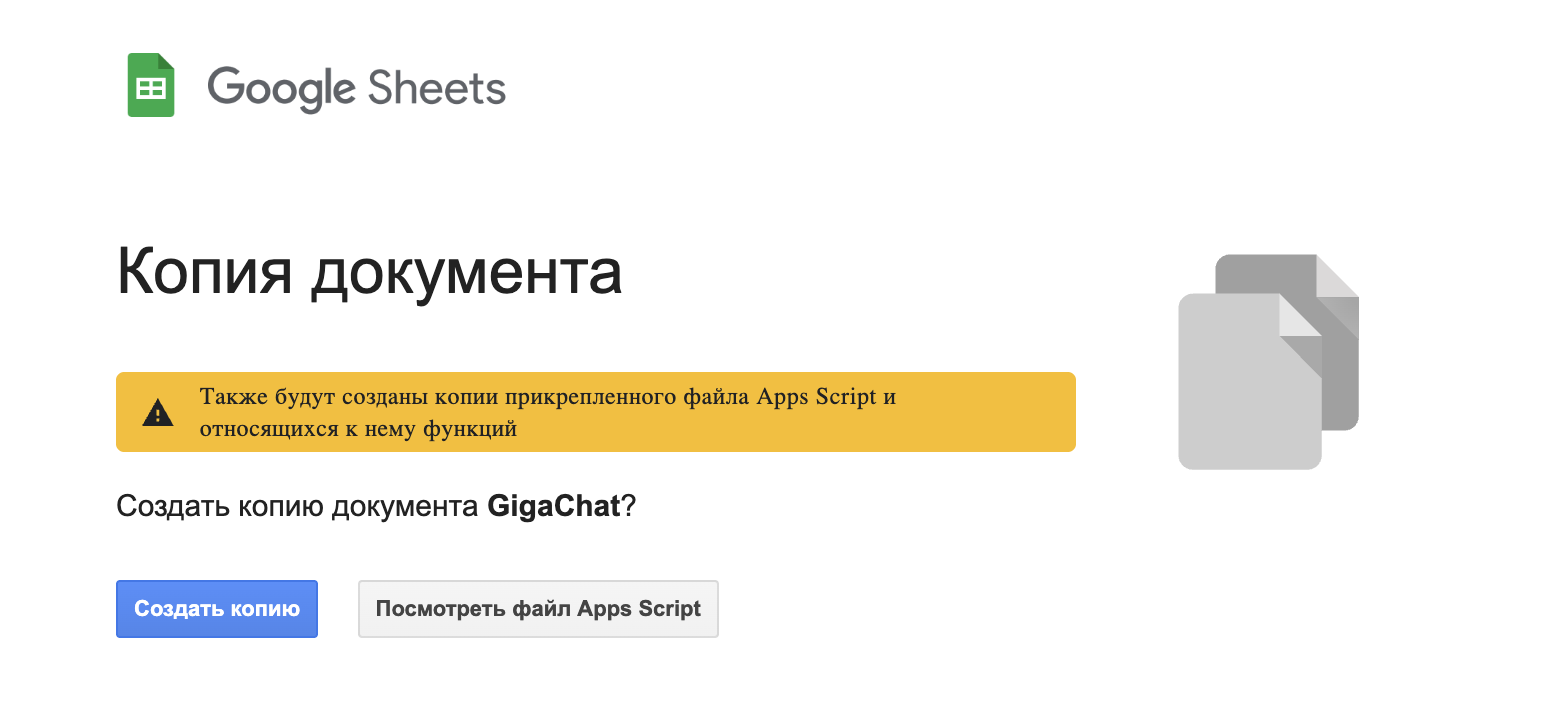 Google Sheets
Копия документа
Также будут созданы копии прикрепленного файла Apps Script и
относящихся к нему функций
Создать копию документа GigaChat?
Создать копию
Посмотреть файл Apps Script